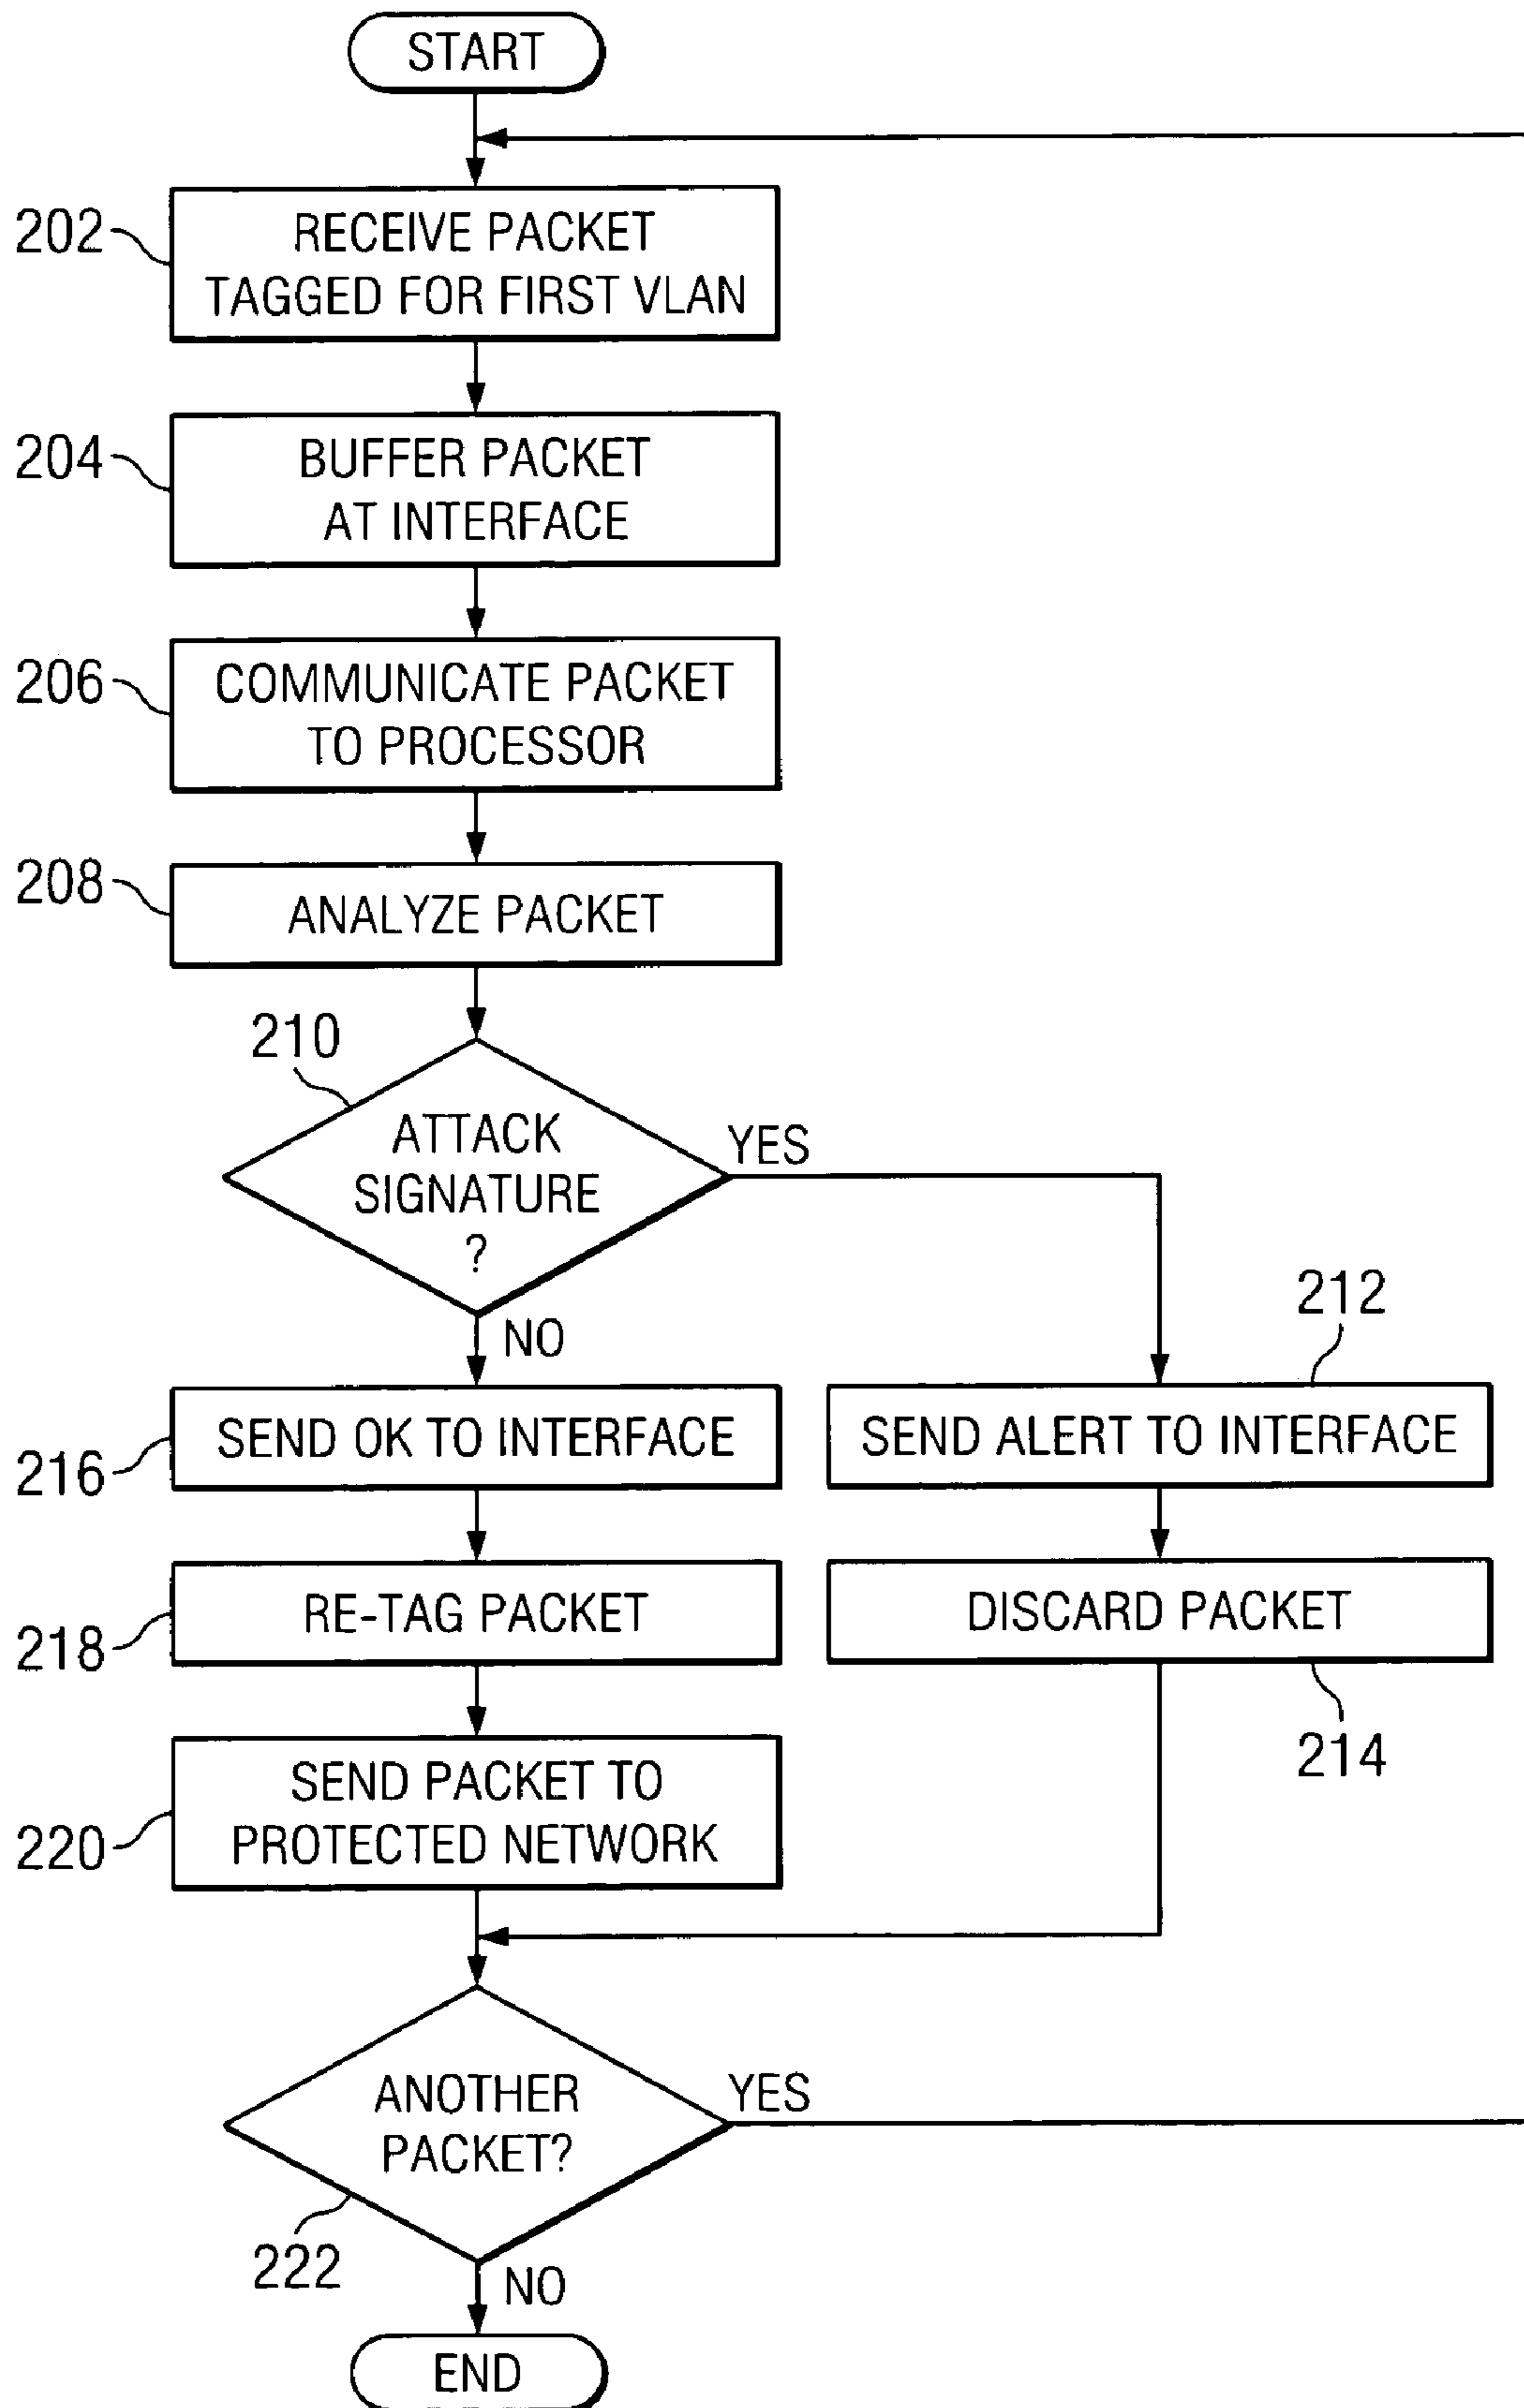 START
202
RECEIVE PACKET
TAGGED FOR FIRST VLAN
204
BUFFER PACKET
AT INTERFACE
206
COMMUNICATE PACKET
TO PROCESSOR
208
ANALYZE PACKET
210
ATTACK
SIGNATURE
?
YES
NO
212
216
SEND OK TO INTERFACE
SEND ALERT TO INTERFACE
218
RE-TAG PACKET
DISCARD PACKET
214
220
SEND PACKET TO
PROTECTED NETWORK
ANOTHER
PACKET?
YES
222
NO
END